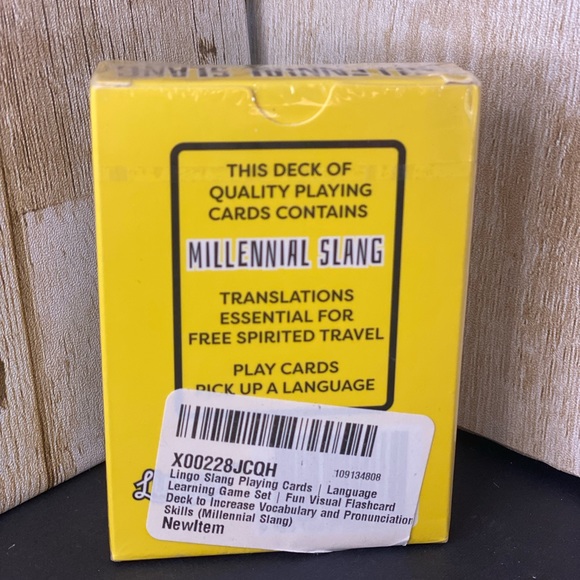 MILLENNIAL SLANG
THIS DECK OF
QUALITY PLAYING
CARDS CONTAINS
MILLENNIAL SLANG
TRANSLATIONS
ESSENTIAL FOR
FREE SPIRITED TRAVEL
PLAY CARDS
PICK UP A LANGUAGE
X00228JCQH
109134808
Lingo Slang Playing Cards | Language
Learning Game Set | Fun Visual Flashcard
Deck to Increase Vocabulary and Pronunciation
Skills (Millennial Slang)
NewItem